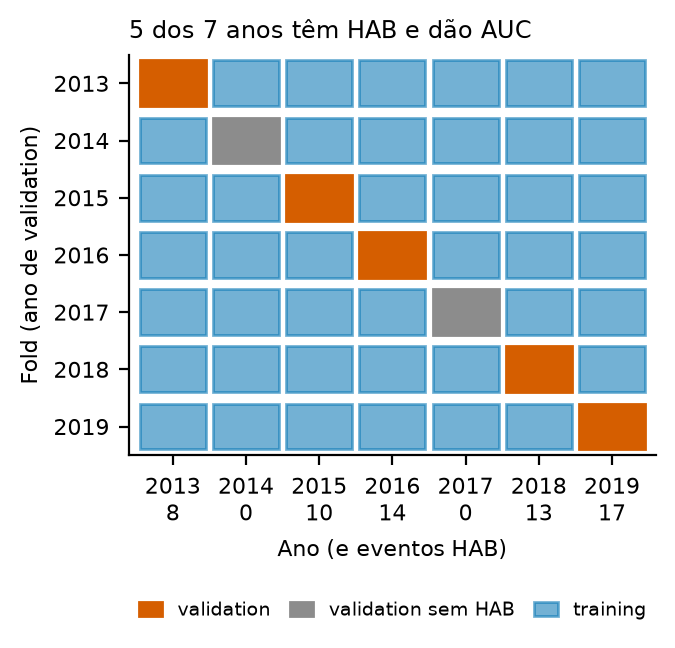 5 dos 7 anos têm HAB e dão AUC
Fold (ano de validation)
2013
2014
2015
2016
2017
2018
2019
2013 2014 2015 2016 2017 2018 2019
8 0 10 14 0 13 17
Ano (e eventos HAB)
validation validation sem HAB training